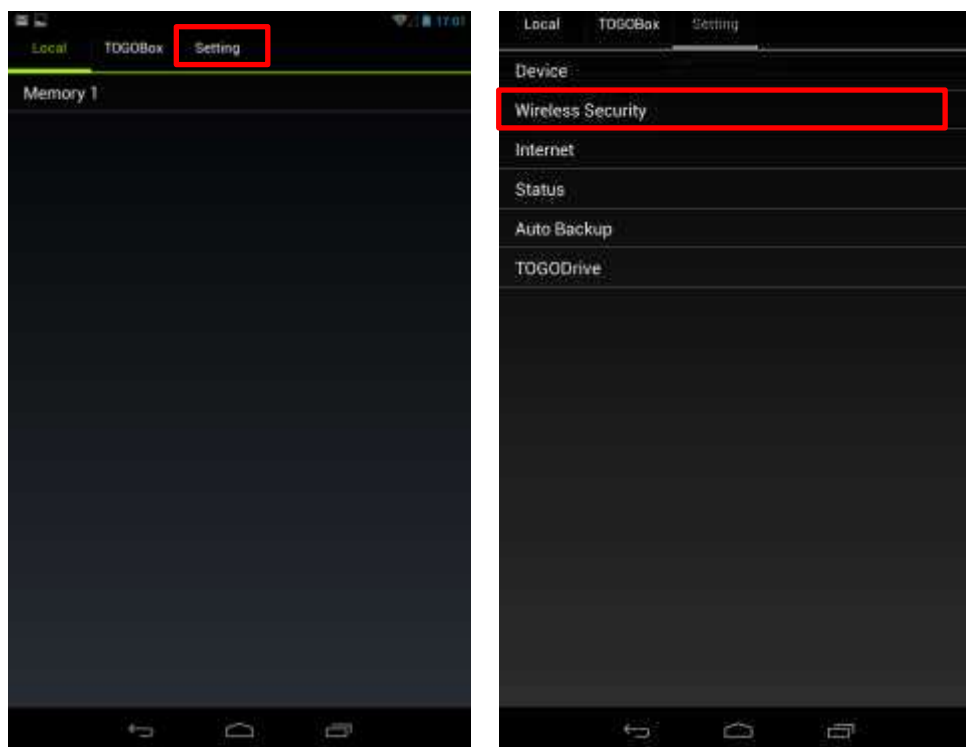 17:01
Local TOGOBox Setting
Memory 1
Local TOGOBox Setting
Device
Wireless Security
Internet
Status
Auto Backup
TOGODrive